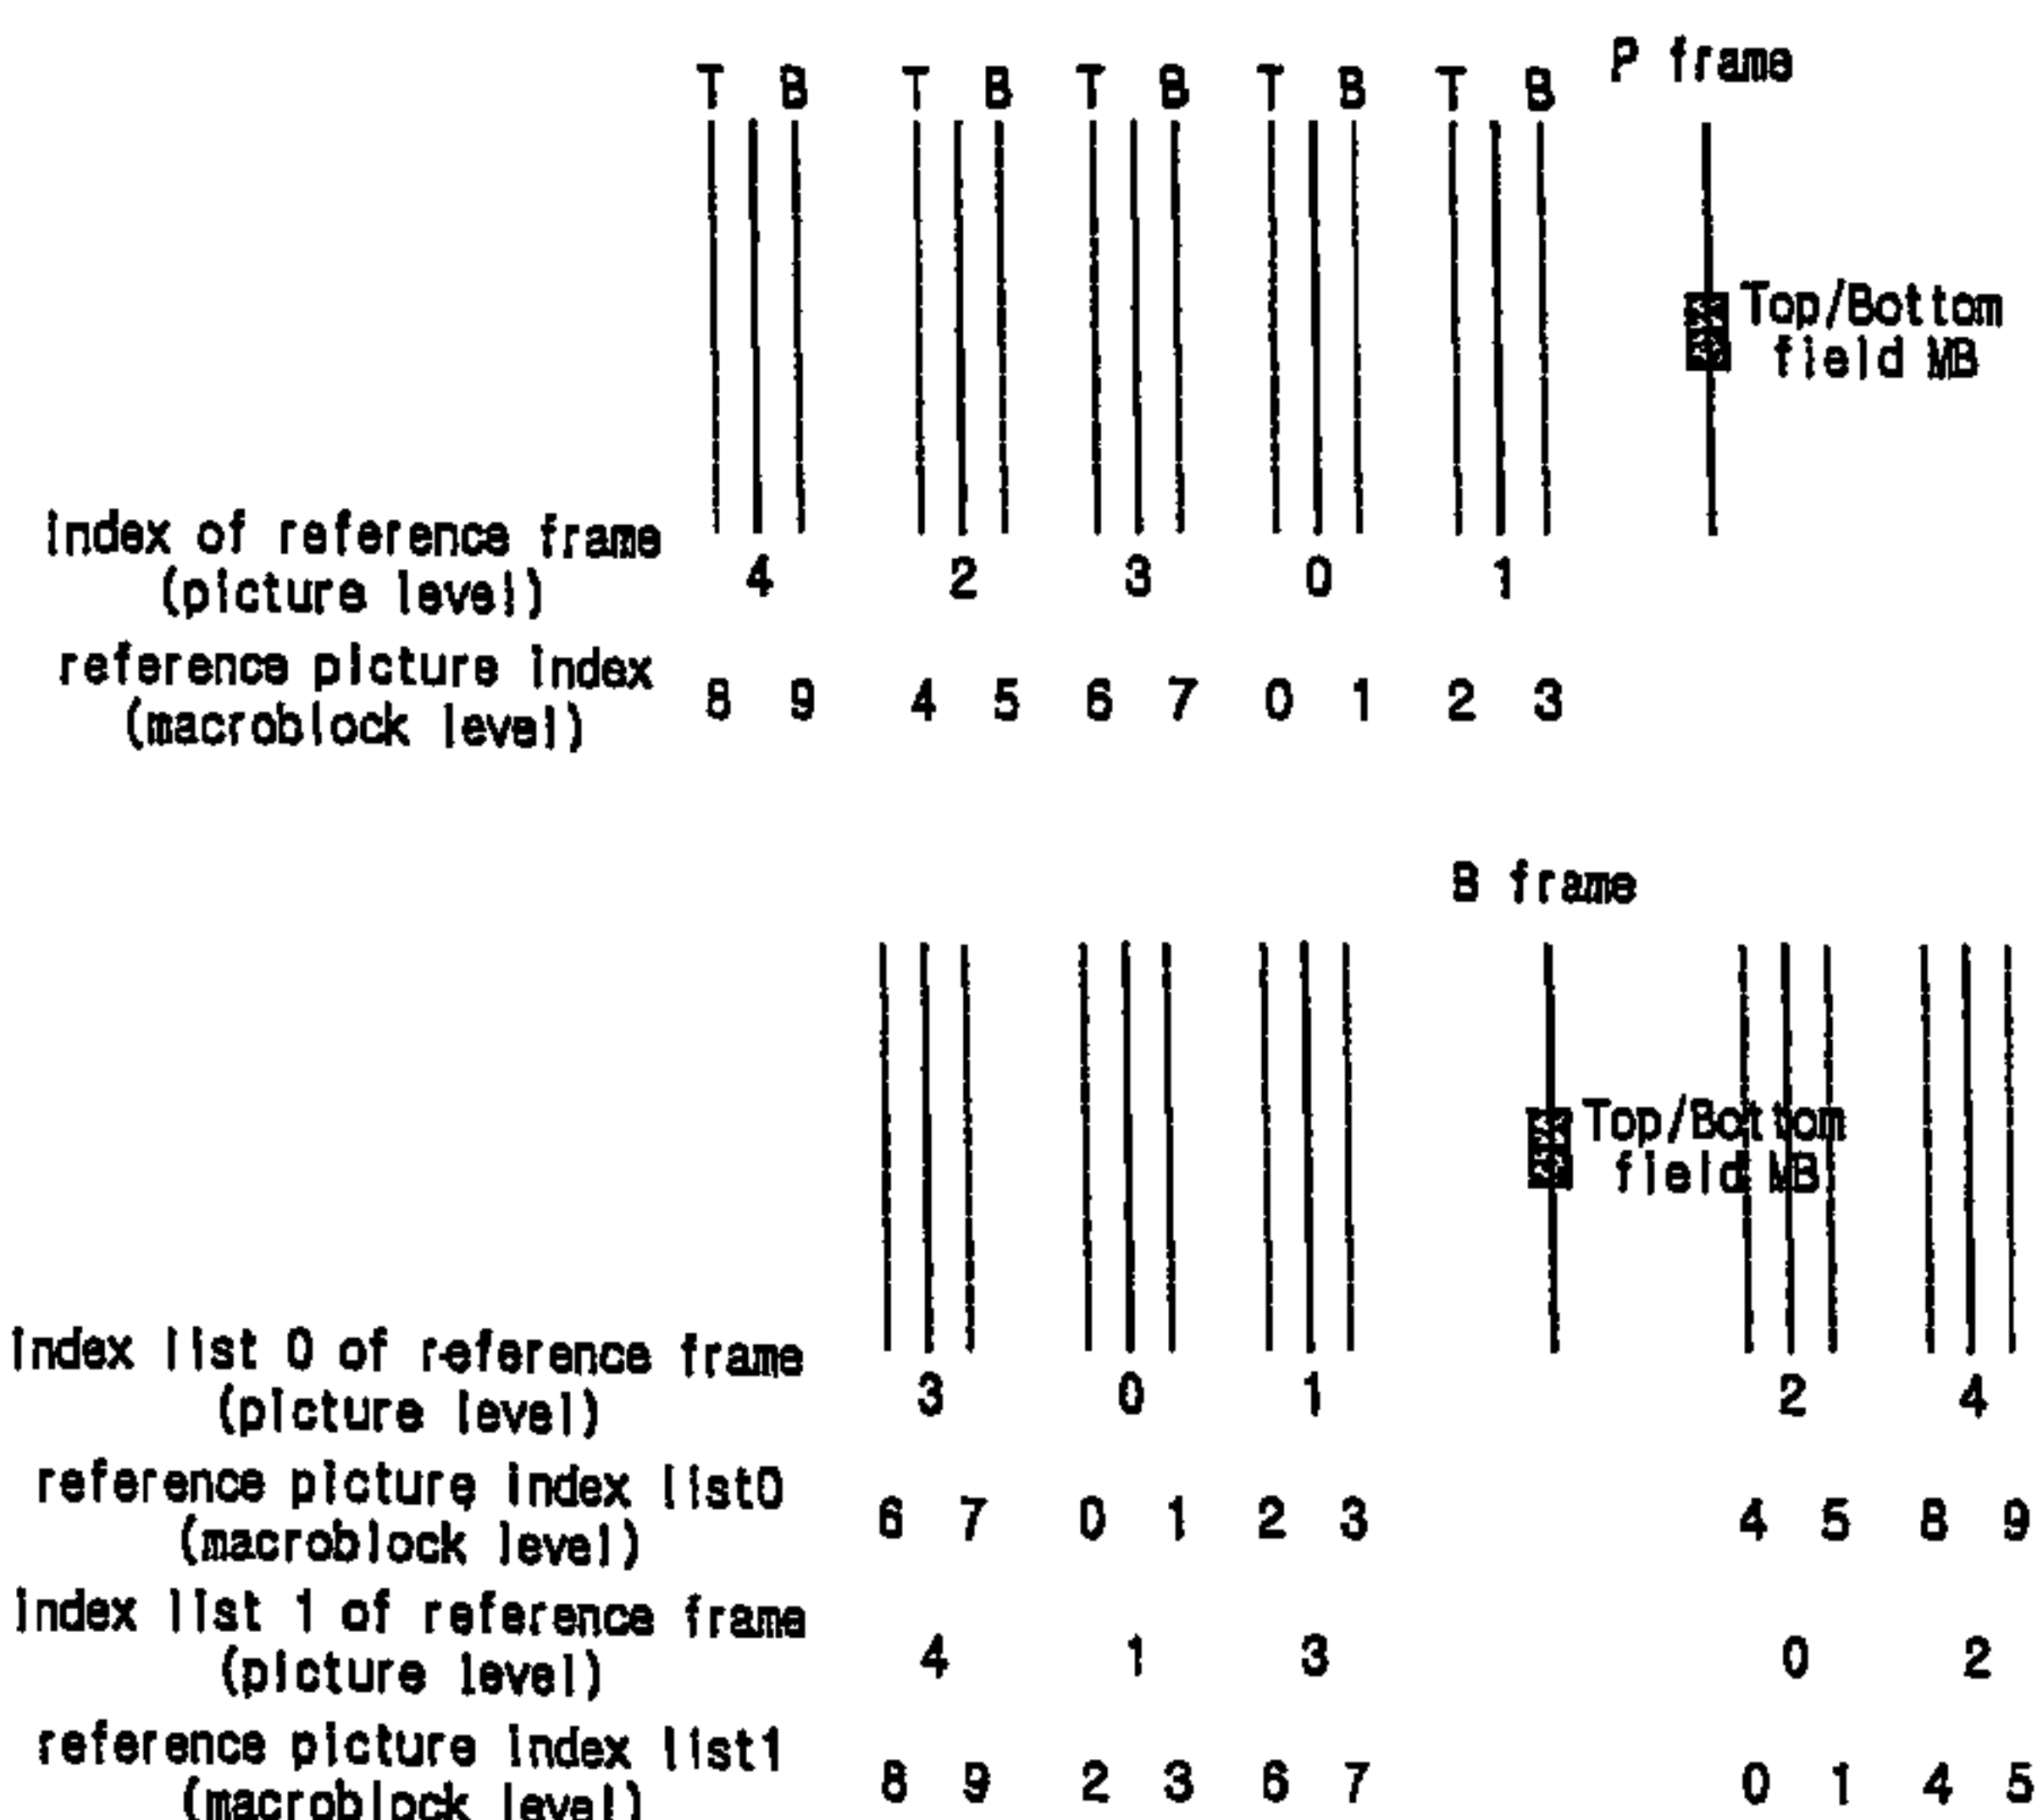 P frame
T B T B T B T B T B
Top/Bottom
field MB
index of reference frame
(picture level)
4 2 3 0 1
reference picture index
(macroblock level)
8 9 4 5 6 7 0 1 2 3
B frame
Top/Bottom
field MB
index list 0 of reference frame
(picture level)
3 0 1 2 4
reference picture index list0
(macroblock level)
6 7 0 1 2 3 4 5 8 9
index list 1 of reference frame
(picture level)
4 1 3 0 2
reference picture index list1
(macroblock level)
8 9 2 3 6 7 0 1 4 5